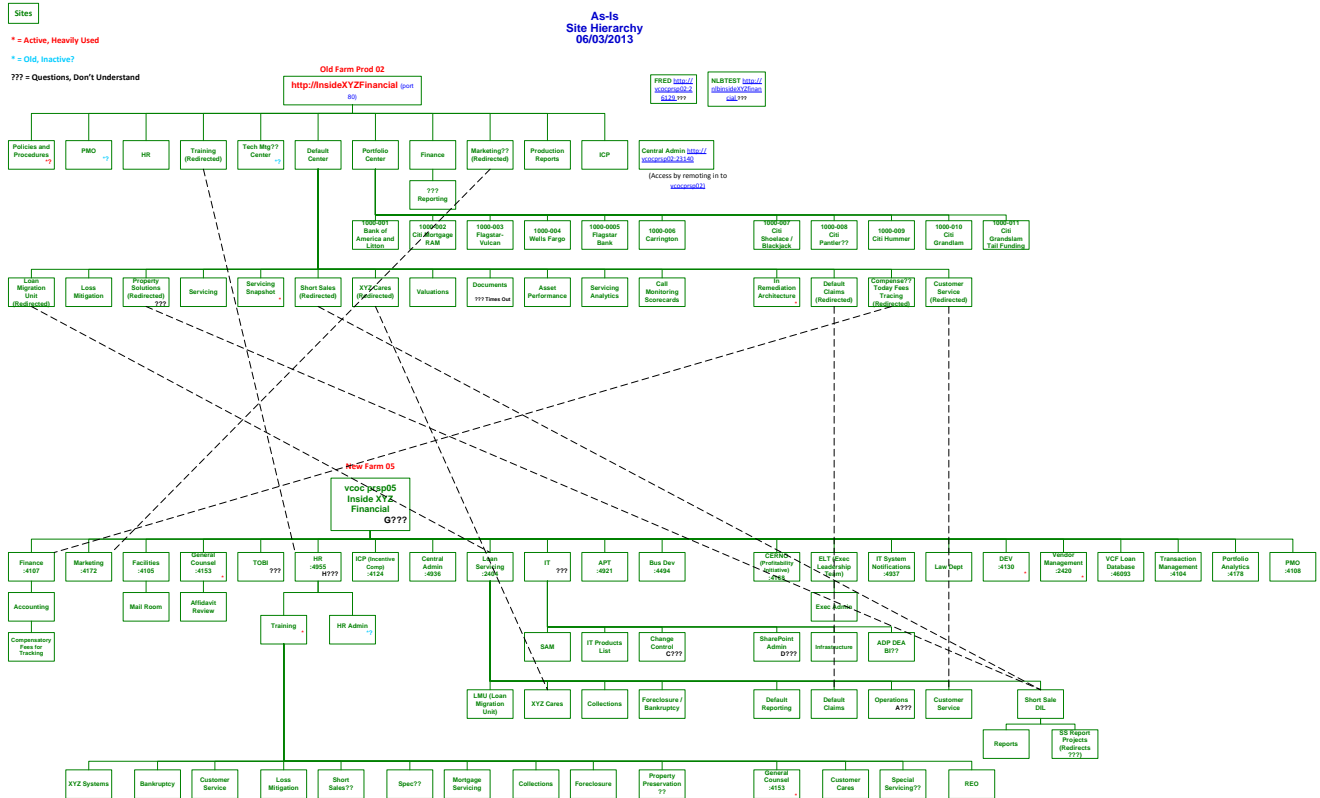 Sites
As-Is
Site Hierarchy
06/03/2013
* = Active, Heavily Used
* = Old, Inactive?
??? = Questions, Don't Understand
Old Farm Prod 02
http://InsideXYZFinancial (port
80)
FRED http://
vcocprsp02:2
6129 ???
NLBTEST http://
nlbinsideXYZfinan
cial ???
Policies and
Procedures
*?
PMO
*?
HR
Training
(Redirected)
Tech Mtg??
Center
*?
Default
Center
Portfolio
Center
Finance
Marketing??
(Redirected)
Production
Reports
ICP
Central Admin http://
vcocprsp02:23140
(Access by remoting in to
vcocprsp02)
???
Reporting
1000-001
Bank of
America and
Litton
1000-002
Citi Mortgage
RAM
1000-003
Flagstar-
Vulcan
1000-004
Wells Fargo
1000-0005
Flagstar
Bank
1000-006
Carrington
1000-007
Citi
Shoelace /
Blackjack
1000-008
Citi
Pantler??
1000-009
Citi Hummer
1000-010
Citi
Grandlam
1000-011
Citi
Grandslam
Tail Funding
Loan
Migration
Unit
(Redirected)
Loss
Mitigation
Property
Solutions
(Redirected)
???
Servicing
Servicing
Snapshot
*
Short Sales
(Redirected)
XYZ Cares
(Redirected)
Valuations
Documents
??? Times Out
Asset
Performance
Servicing
Analytics
Call
Monitoring
Scorecards
In
Remediation
Architecture
*
Default
Claims
(Redirected)
Compense??
Today Fees
Tracing
(Redirected)
Customer
Service
(Redirected)
New Farm 05
vcoc prsp05
Inside XYZ
Financial
G???
Finance
:4107
Marketing
:4172
Facilities
:4105
General
Counsel
:4153
*
TOBI
???
HR
:4955
H???
ICP (Incentive
Comp)
:4124
Central
Admin
:4936
Loan
Servicing
:2404
IT
???
APT
:4921
Bus Dev
:4494
CERNO
(Profitability
Initiative)
:4168
ELT (Exec
Leadership
Team)
IT System
Notifications
:4937
Law Dept
DEV
:4130
*
Vendor
Management
:2420
*
VCF Loan
Database
:46093
Transaction
Management
:4104
Portfolio
Analytics
:4178
PMO
:4108
Accounting
Mail Room
Affidavit
Review
Exec Admin
Compensatory
Fees for
Tracking
Training
*
HR Admin
*?
SAM
IT Products
List
Change
Control
C???
SharePoint
Admin
D???
Infrastructure
ADP DEA
BI??
LMU (Loan
Migration
Unit)
XYZ Cares
Collections
Foreclosure /
Bankruptcy
Default
Reporting
Default
Claims
Operations
A???
Customer
Service
Short Sale
DIL
Reports
SS Report
Projects
(Redirects
???)
XYZ Systems
Bankruptcy
Customer
Service
Loss
Mitigation
Short
Sales??
Spec??
Mortgage
Servicing
Collections
Foreclosure
Property
Preservation
??
General
Counsel
:4153
*
Customer
Cares
Special
Servicing??
REO